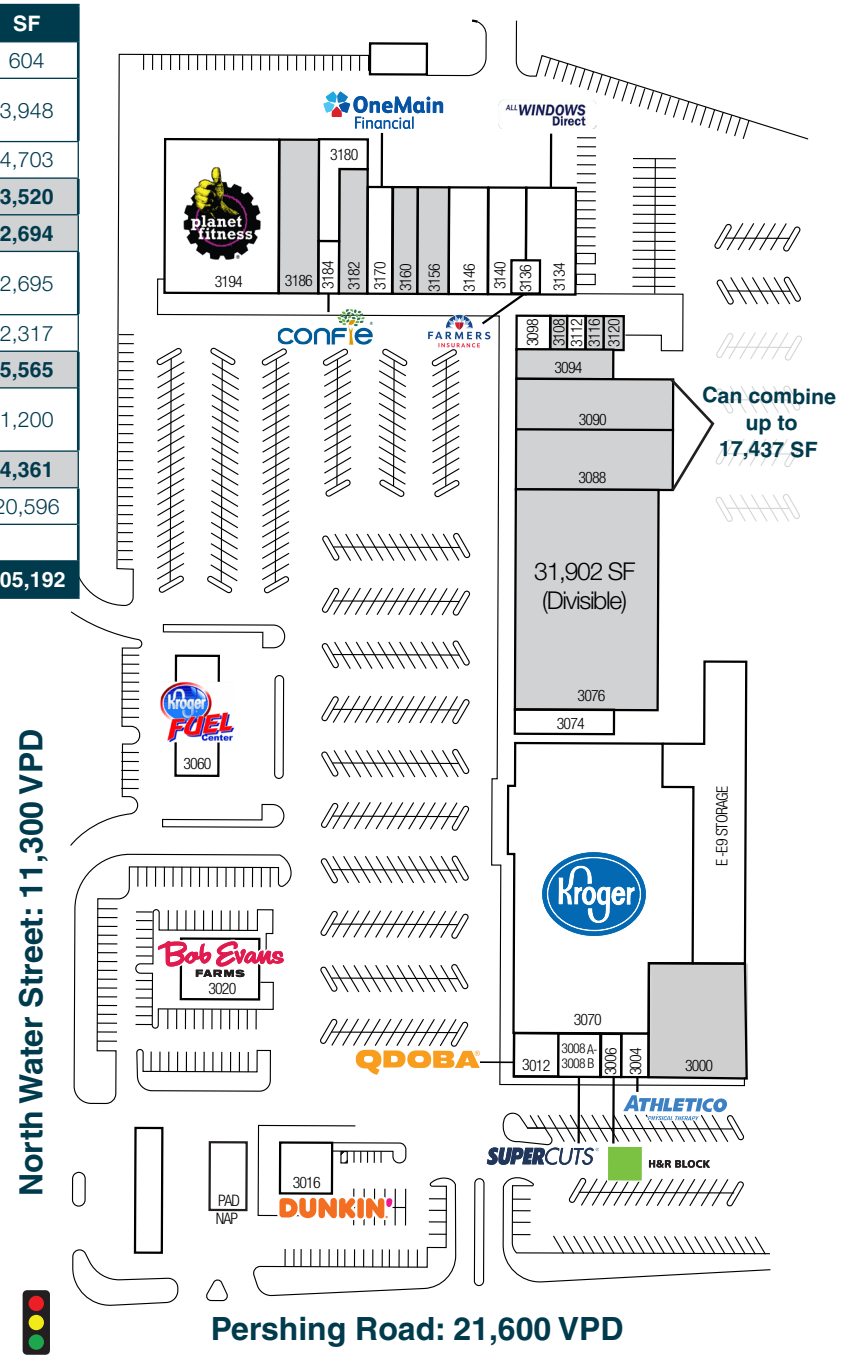 SF
604
3,948
4,703
3,520
2,694
2,695
2,317
5,565
1,200
4,361
20,596
05,192
OneMain
Financial
ALL WINDOWS
Direct
planet
fitness
3194
3186
3180
3184
3182
3170
3160
3156
3146
3140
3136
3134
CONFIE
FARMERS
INSURANCE
3098
3108
3112
3116
3120
3094
3090
3088
Can combine
up to
17,437 SF
31,902 SF
(Divisible)
3076
3074
Kroger
FUEL
Center
3060
E-E9 STORAGE
Kroger
3070
North Water Street: 11,300 VPD
Bob Evans
FARMS
3020
QDOBA
3012
3008 A-
3008 B
3006
3004
3000
ATHLETICO
PHYSICAL THERAPY
SUPERCUTS
H&R BLOCK
PAD
NAP
3016
DUNKIN'
Pershing Road: 21,600 VPD